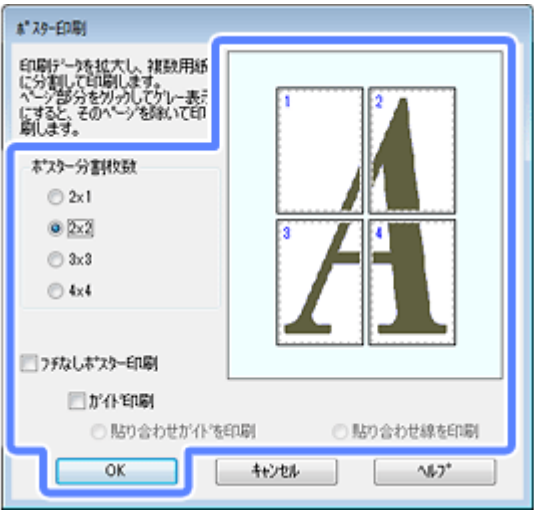 ﾎﾟｽﾀｰ印刷
印刷ﾃﾞｰﾀを拡大し、複数用紙
に分割して印刷します。
ﾍﾟｰｼﾞ部分をｸﾘｯｸしてｸﾞﾚｰ表示
にすると、そのﾍﾟｰｼﾞを除いて印
刷します。
1
2
3
4
A
ﾎﾟｽﾀｰ分割枚数
2x1
2x2
3x3
4x4
ﾌﾁなしﾎﾟｽﾀｰ印刷
ｶﾞｲﾄﾞ印刷
貼り合わせｶﾞｲﾄﾞを印刷
貼り合わせ線を印刷
OK
ｷｬﾝｾﾙ
ﾍﾙﾌﾟ